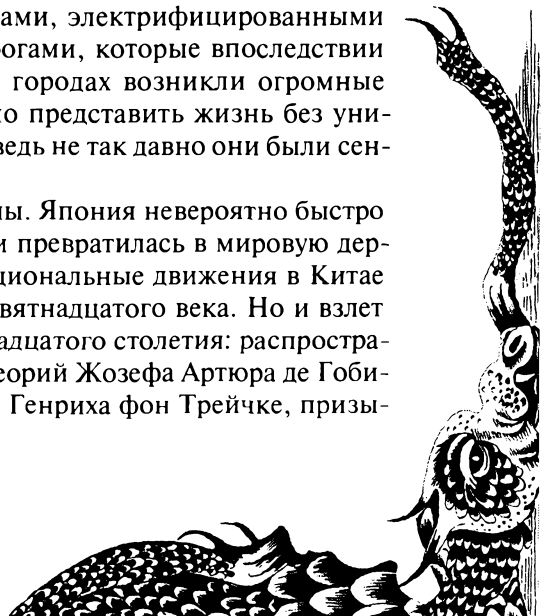 ами, электрифицированными
огами, которые впоследствии
городах возникли огромные
о представить жизнь без уни-
ведь не так давно они были сен-
ы. Япония невероятно быстро
и превратилась в мировую дер-
циональные движения в Китае
вятнадцатого века. Но и взлет
адцатого столетия: распростра-
еорий Жозефа Артюра де Гоби-
Генриха фон Трейчке, призы-